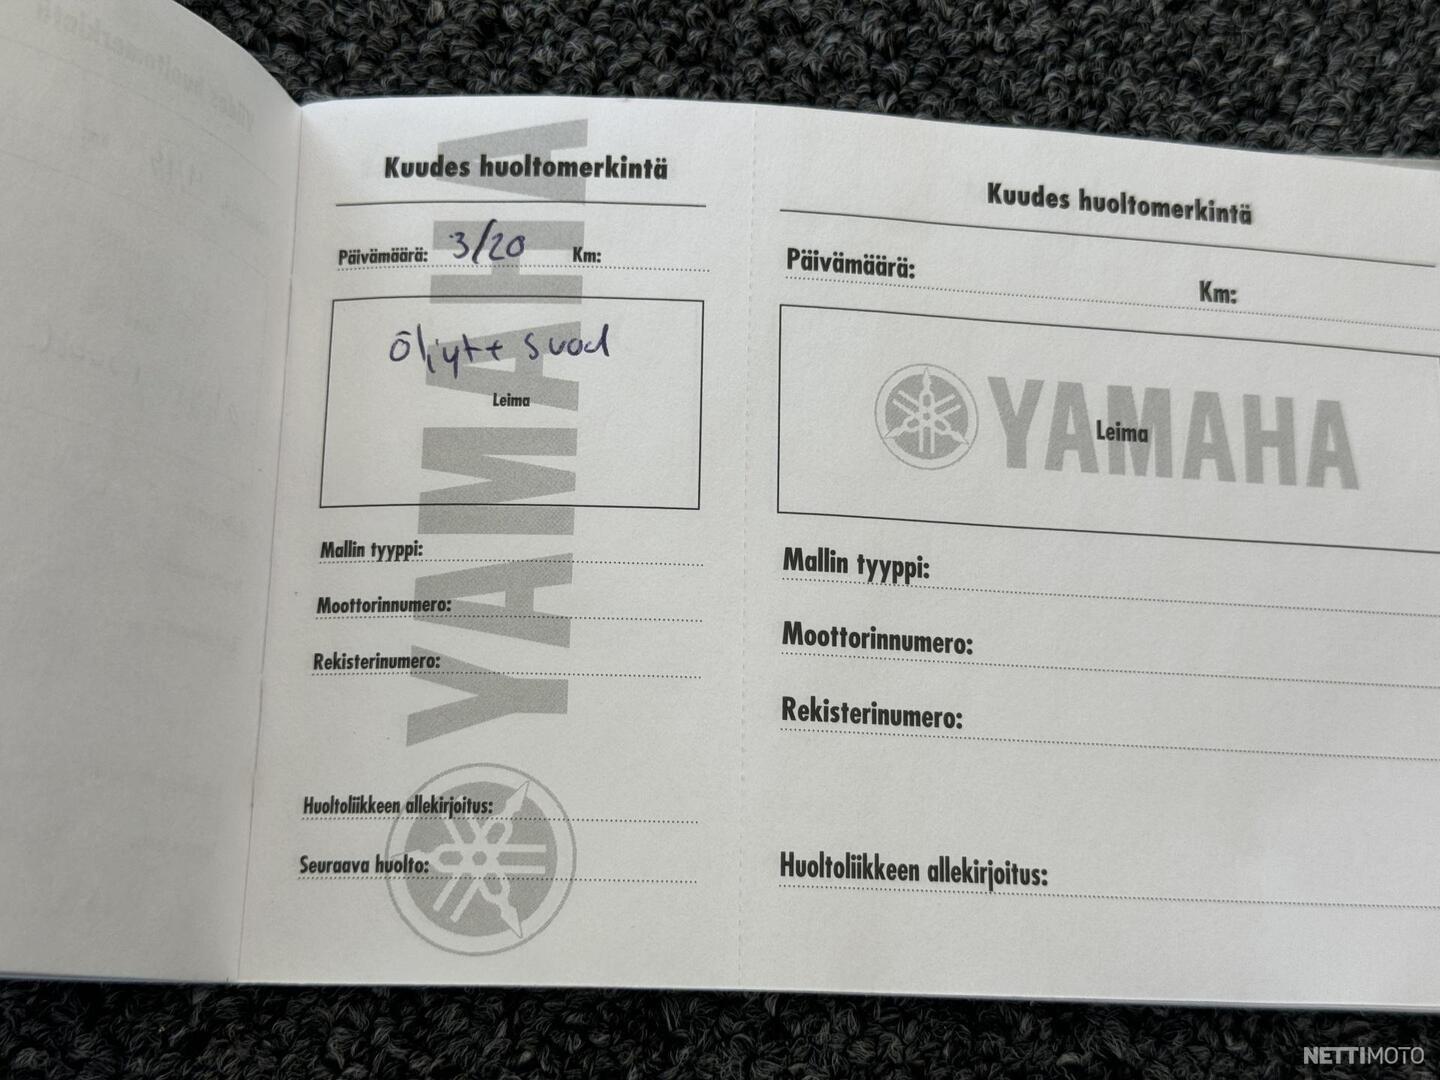 Kuudes huoltomerkintä
Päivämäärä: 3/20 Km:
öljyt+ suod
Leima
YAMAHA
Mallin tyyppi:
Moottorinnumero:
Rekisterinumero:
Huoltoliikkeen allekirjoitus:
Seuraava huolto:
Kuudes huoltomerkintä
Päivämäärä:
Km:
YAMAHA
Leima
Mallin tyyppi:
Moottorinnumero:
Rekisterinumero:
Huoltoliikkeen allekirjoitus:
NETTIMOTO